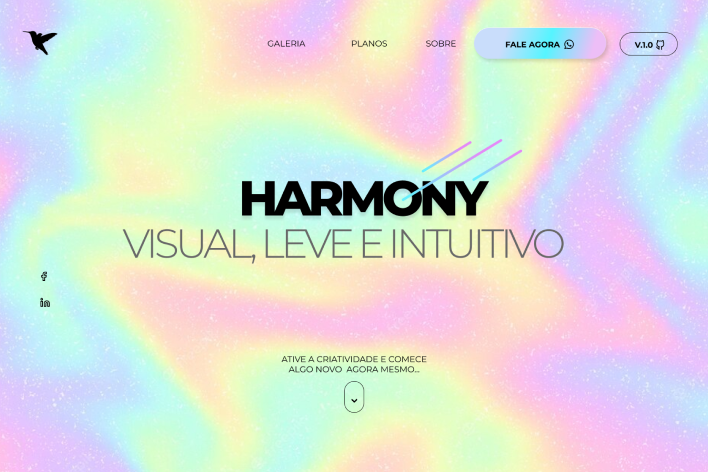 GALERIA PLANOS SOBRE FALE AGORA V.1.0
HARMONY
VISUAL, LEVE E INTUITIVO
ATIVE A CRIATIVIDADE E COMECE
ALGO NOVO AGORA MESMO...